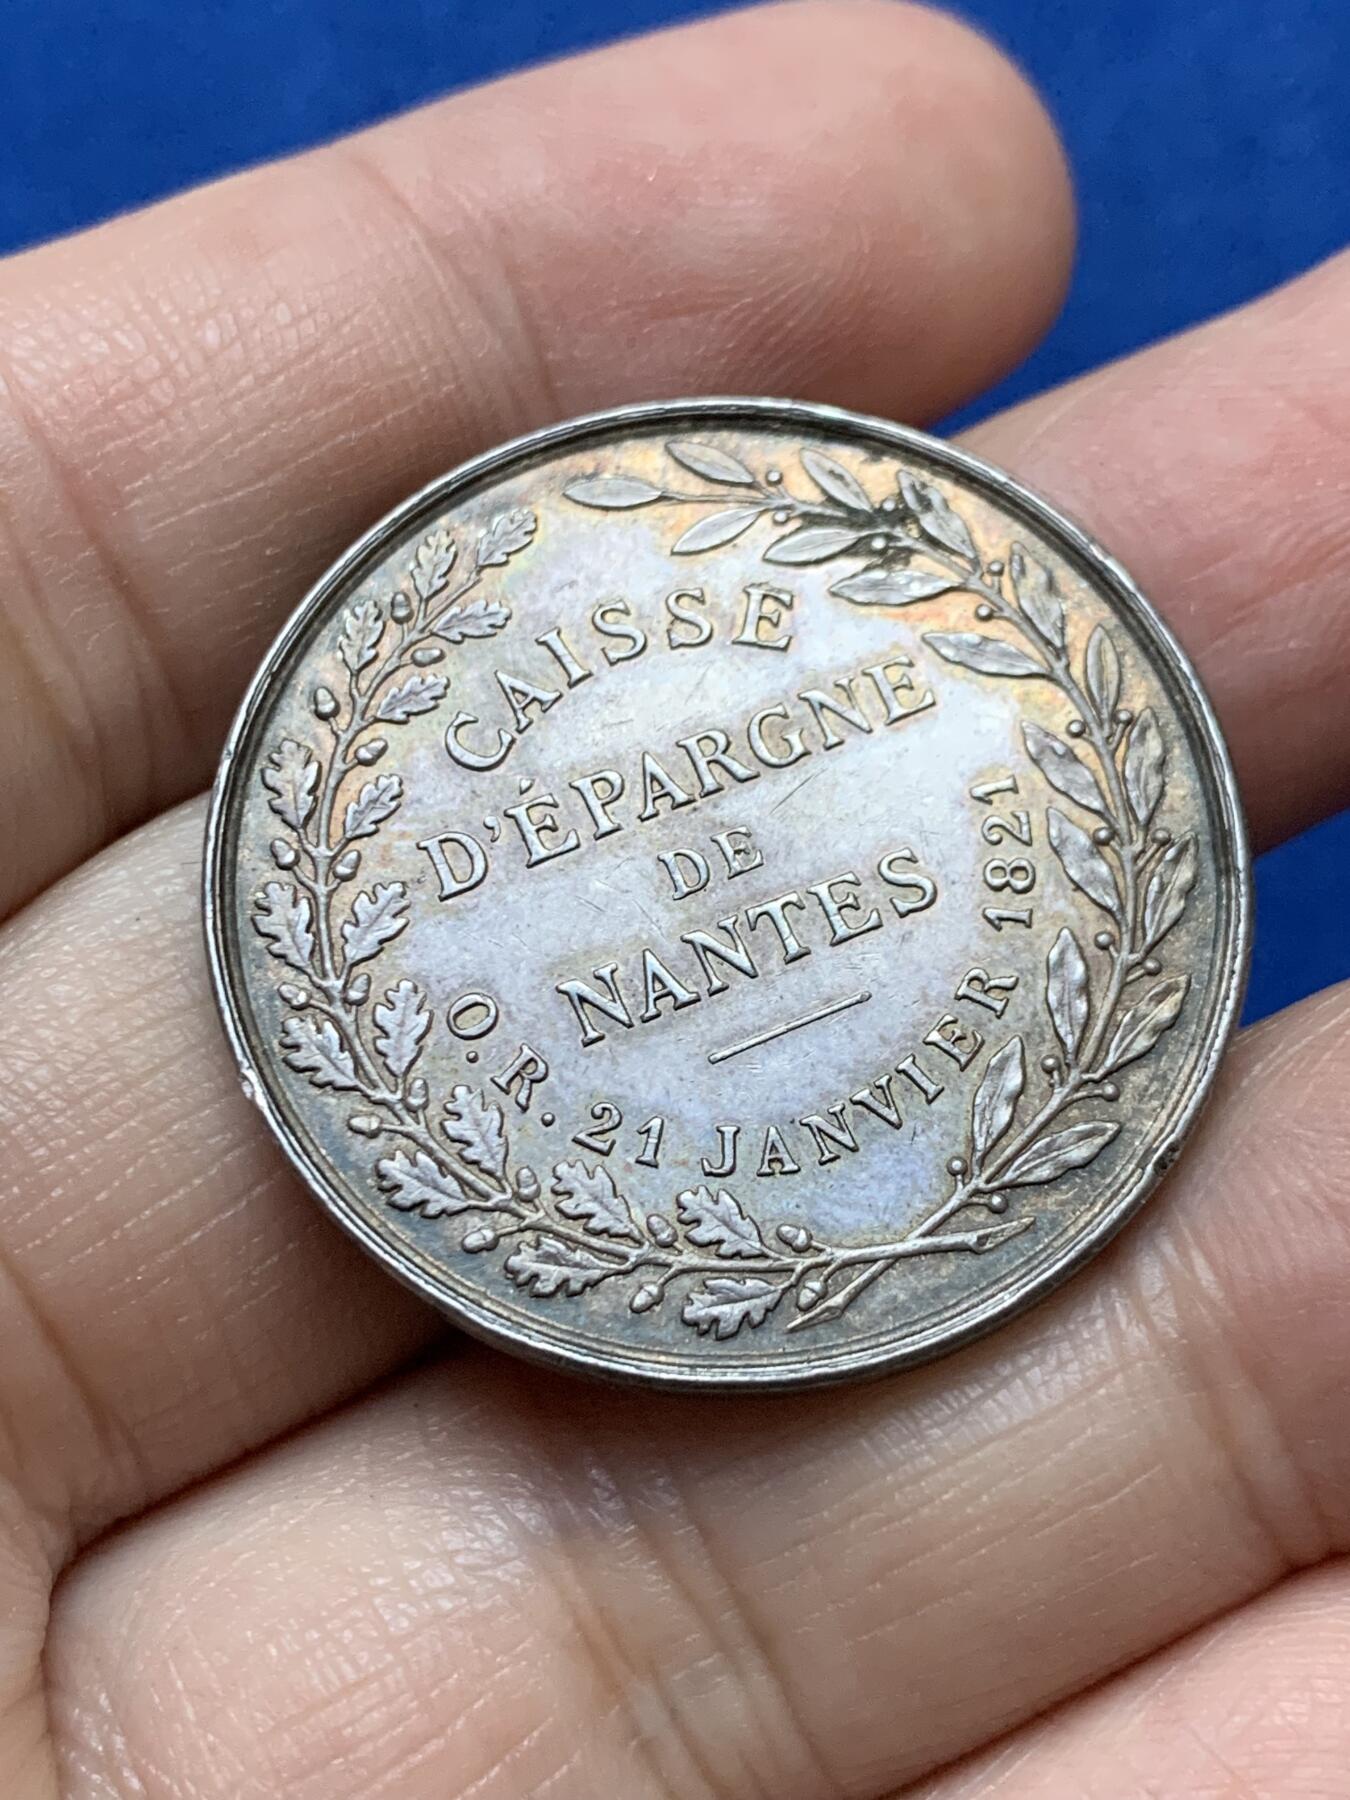 CAISSE
D'ÉPARGNE
DE
NANTES
O.R. 21 JANVIER 1821